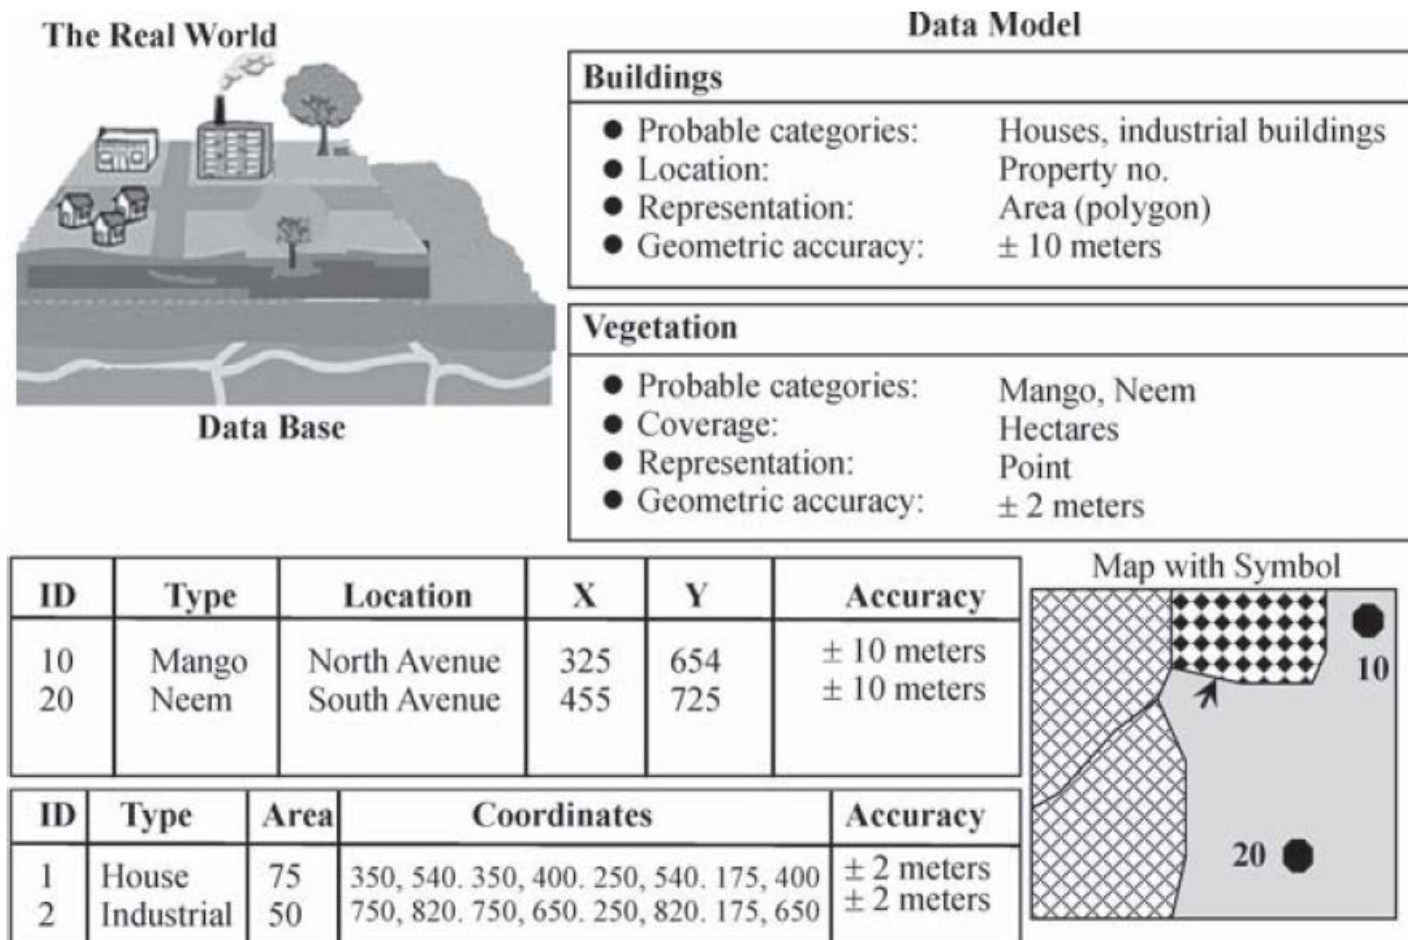 The Real World
Data Base
Data Model
Buildings
● Probable categories: Houses, industrial buildings
● Location: Property no.
● Representation: Area (polygon)
● Geometric accuracy: ± 10 meters
Vegetation
● Probable categories: Mango, Neem
● Coverage: Hectares
● Representation: Point
● Geometric accuracy: ± 2 meters
ID Type Location X Y Accuracy
10 Mango North Avenue 325 654 ± 10 meters
20 Neem South Avenue 455 725 ± 10 meters
Map with Symbol
10
20
ID Type Area Coordinates Accuracy
1 House 75 350, 540. 350, 400. 250, 540. 175, 400 ± 2 meters
2 Industrial 50 750, 820. 750, 650. 250, 820. 175, 650 ± 2 meters